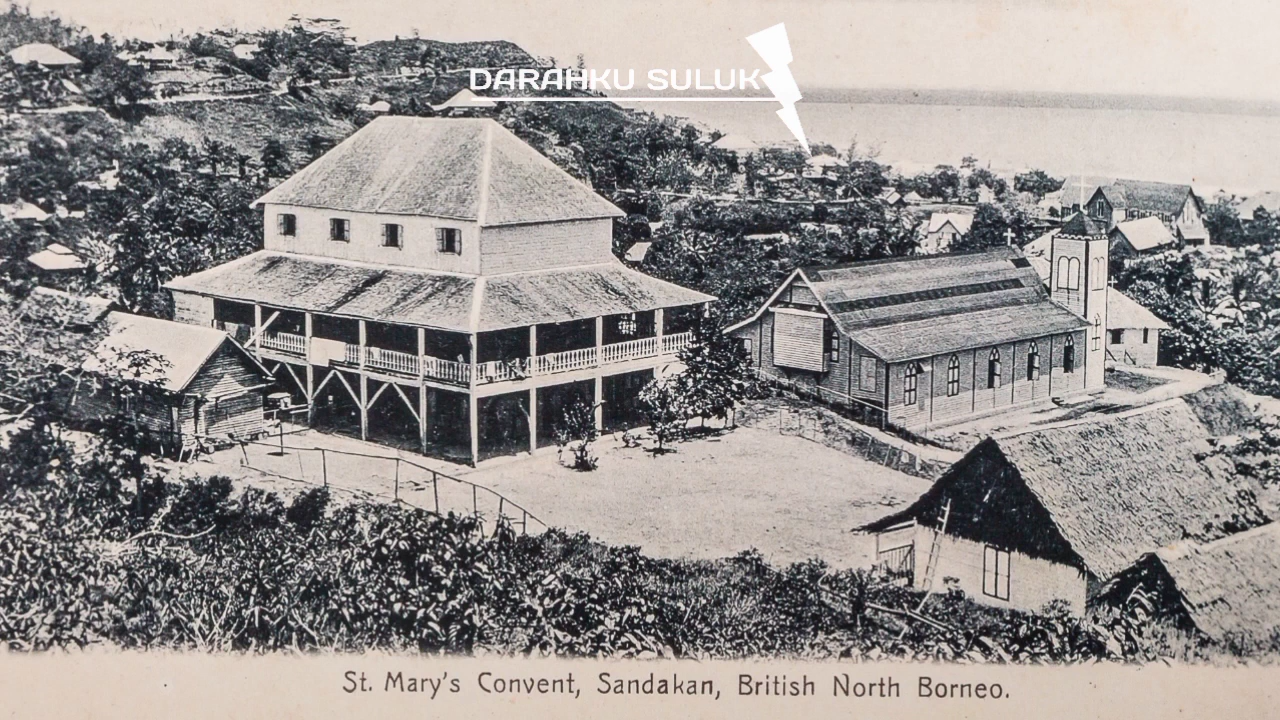 DARAHKU SULUK
St. Mary's Convent, Sandakan, British North Borneo.